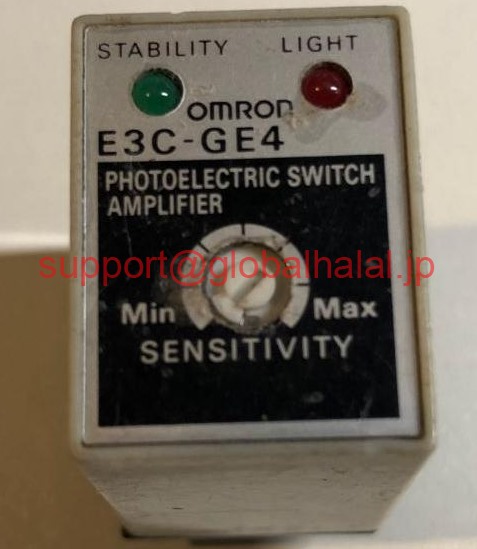 STABILITY LIGHT
OMRON
E3C-GE4
PHOTOELECTRIC SWITCH
AMPLIFIER
support@globalhalal.jp
Min Max
SENSITIVITY